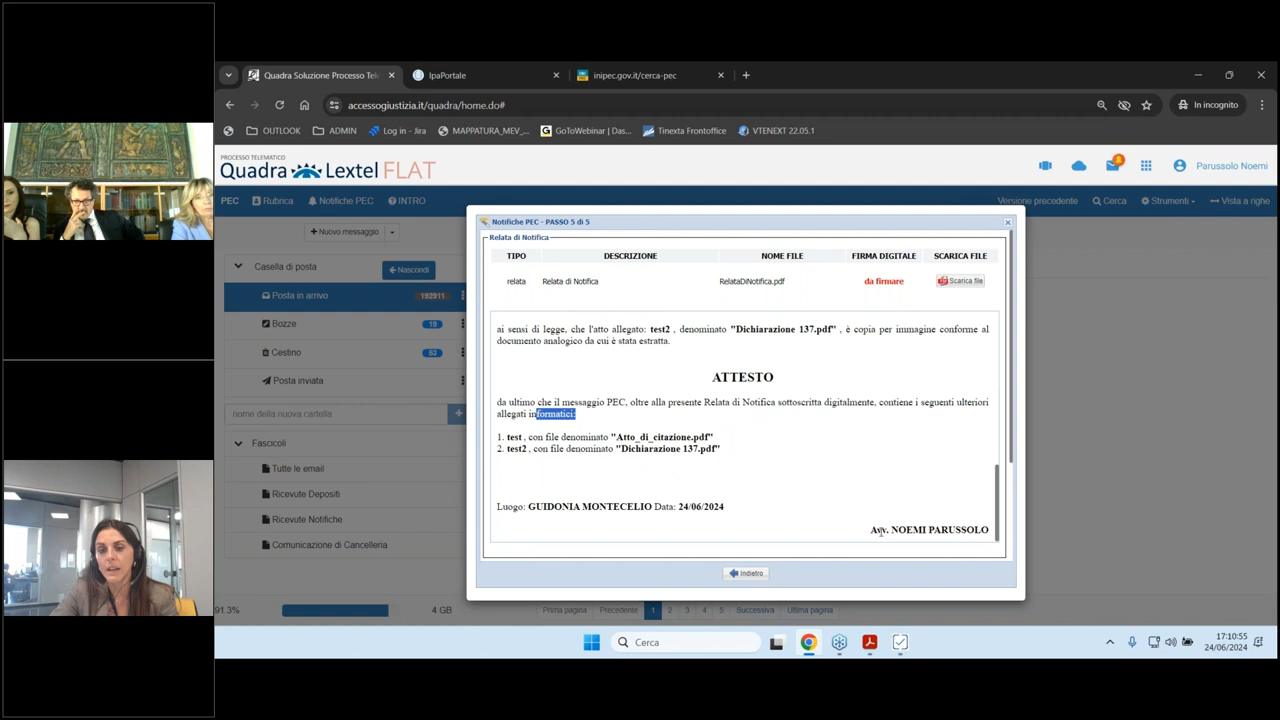 Quadra Soluzione Processo Tel
IpaPortale
inipec.gov.it/cerca-pec
accessogiustizia.it/quadra/home.do#
In incognito
OUTLOOK
ADMIN
Log in - Jira
MAPPATURA_MEV_...
GoToWebinar | Das...
Tinexta Frontoffice
VTENEXT 22.05.1
PROCESSO TELEMATICO
Quadra Lextel FLAT
Parussolo Noemi
PEC
Rubrica
Notifiche PEC
INTRO
Versione precedente
Cerca
Strumenti
Vista a righe
Nuovo messaggio
Casella di posta
Nascondi
Posta in arrivo
192911
Bozze
19
Cestino
53
Posta inviata
nome della nuova cartella
Fascicoli
Tutte le email
Ricevute Depositi
Ricevute Notifiche
Comunicazione di Cancelleria
91.3%
4 GB
Notifiche PEC - PASSO 5 di 5
Relata di Notifica
TIPO DESCRIZIONE NOME FILE FIRMA DIGITALE SCARICA FILE
relata Relata di Notifica RelataDiNotifica.pdf da firmare Scarica file
ai sensi di legge, che l'atto allegato: test2 , denominato "Dichiarazione 137.pdf" , è copia per immagine conforme al
documento analogico da cui è stata estratta.
ATTESTO
da ultimo che il messaggio PEC, oltre alla presente Relata di Notifica sottoscritta digitalmente, contiene i seguenti ulteriori
allegati informatici:
1. test , con file denominato "Atto_di_citazione.pdf"
2. test2 , con file denominato "Dichiarazione 137.pdf"
Luogo: GUIDONIA MONTECELIO Data: 24/06/2024
Avv. NOEMI PARUSSOLO
Indietro
Prima pagina Precedente 1 2 3 4 5 Successiva Ultima pagina
Cerca
17:10:55
24/06/2024